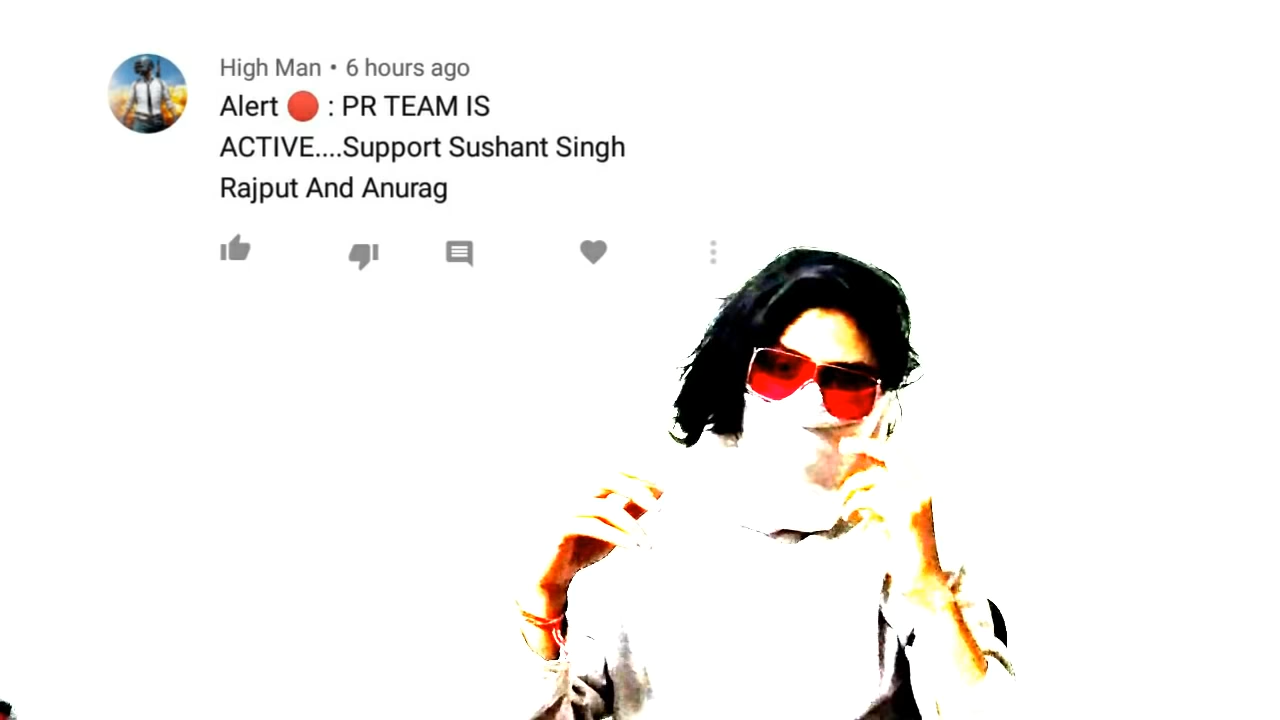 High Man • 6 hours ago
Alert 🔴 : PR TEAM IS
ACTIVE....Support Sushant Singh
Rajput And Anurag